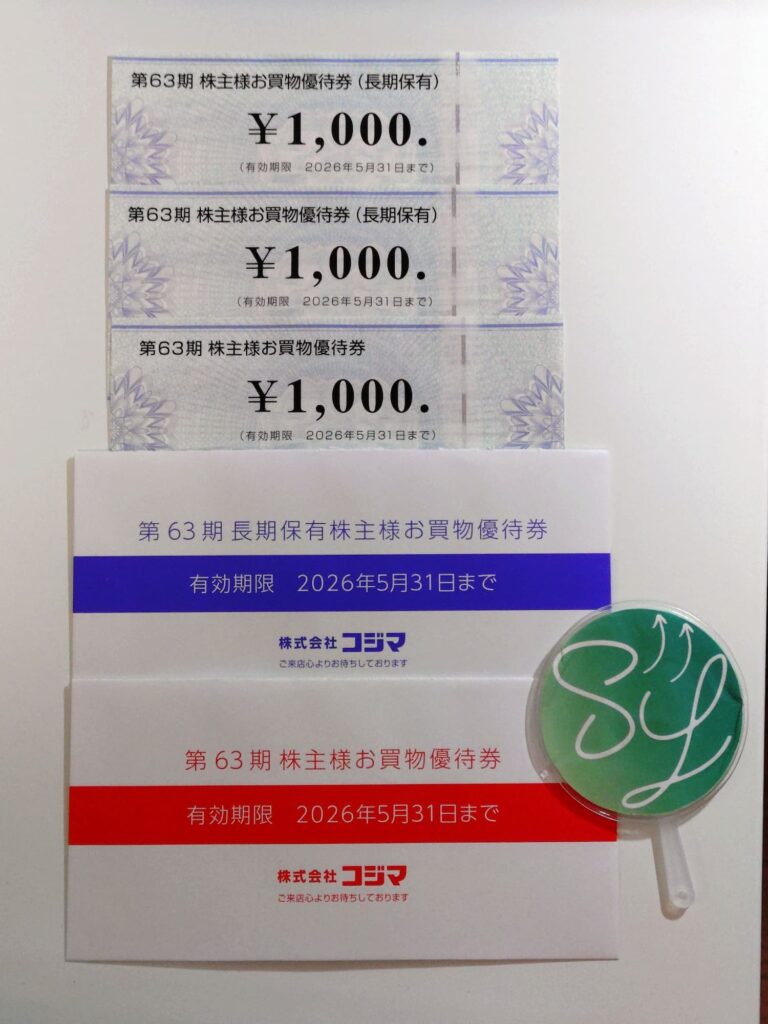 第63期 株主様お買物優待券(長期保有)
¥1,000.
(有効期限 2026年5月31日まで)
第63期 株主様お買物優待券(長期保有)
¥1,000.
(有効期限 2026年5月31日まで)
第63期 株主様お買物優待券
¥1,000.
(有効期限 2026年5月31日まで)
第63期 長期保有株主様お買物優待券
有効期限 2026年5月31日まで
株式会社 コジマ
ご来店心よりお待ちしております
第63期 株主様お買物優待券
有効期限 2026年5月31日まで
株式会社 コジマ
ご来店心よりお待ちしております
SY